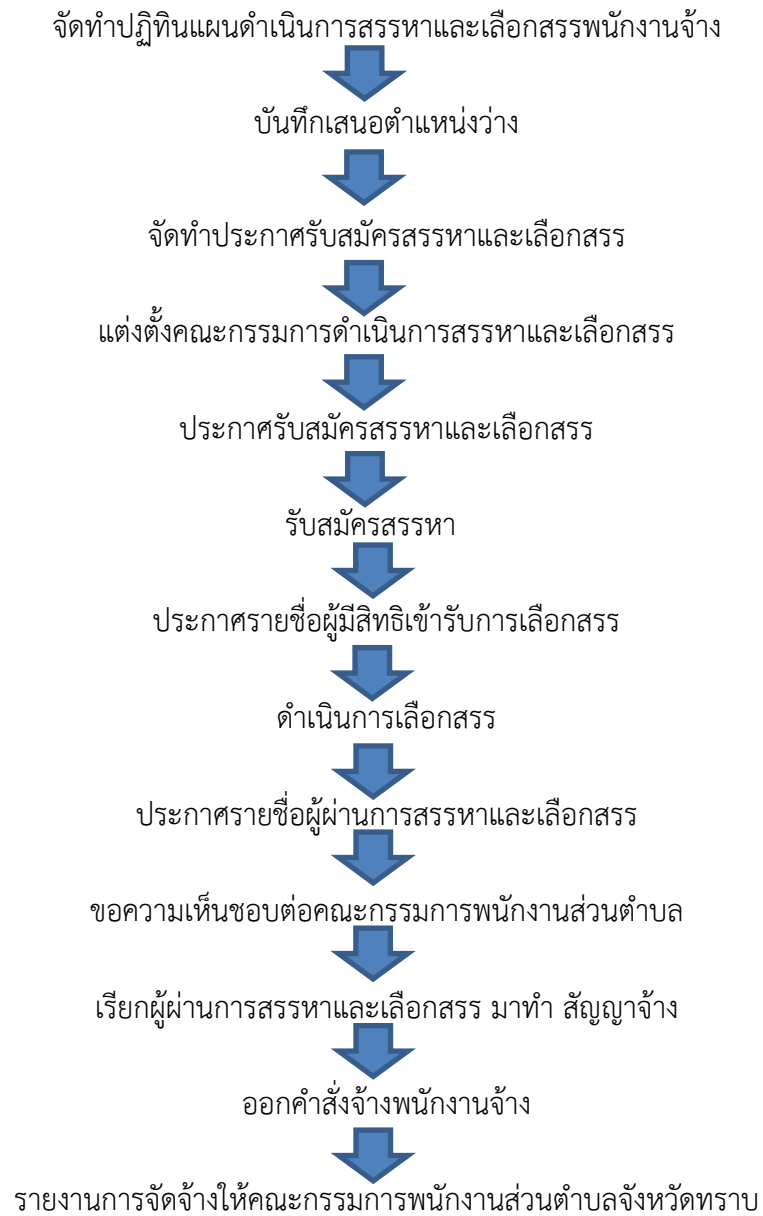 จัดทำปฏิทินแผนดำเนินการสรรหาและเลือกสรรพนักงานจ้าง
บันทึกเสนอตำแหน่งว่าง
จัดทำประกาศรับสมัครสรรหาและเลือกสรร
แต่งตั้งคณะกรรมการดำเนินการสรรหาและเลือกสรร
ประกาศรับสมัครสรรหาและเลือกสรร
รับสมัครสรรหา
ประกาศรายชื่อผู้มีสิทธิเข้ารับการเลือกสรร
ดำเนินการเลือกสรร
ประกาศรายชื่อผู้ผ่านการสรรหาและเลือกสรร
ขอความเห็นชอบต่อคณะกรรมการพนักงานส่วนตำบล
เรียกผู้ผ่านการสรรหาและเลือกสรร มาทำ สัญญาจ้าง
ออกคำสั่งจ้างพนักงานจ้าง
รายงานการจัดจ้างให้คณะกรรมการพนักงานส่วนตำบลจังหวัดทราบ